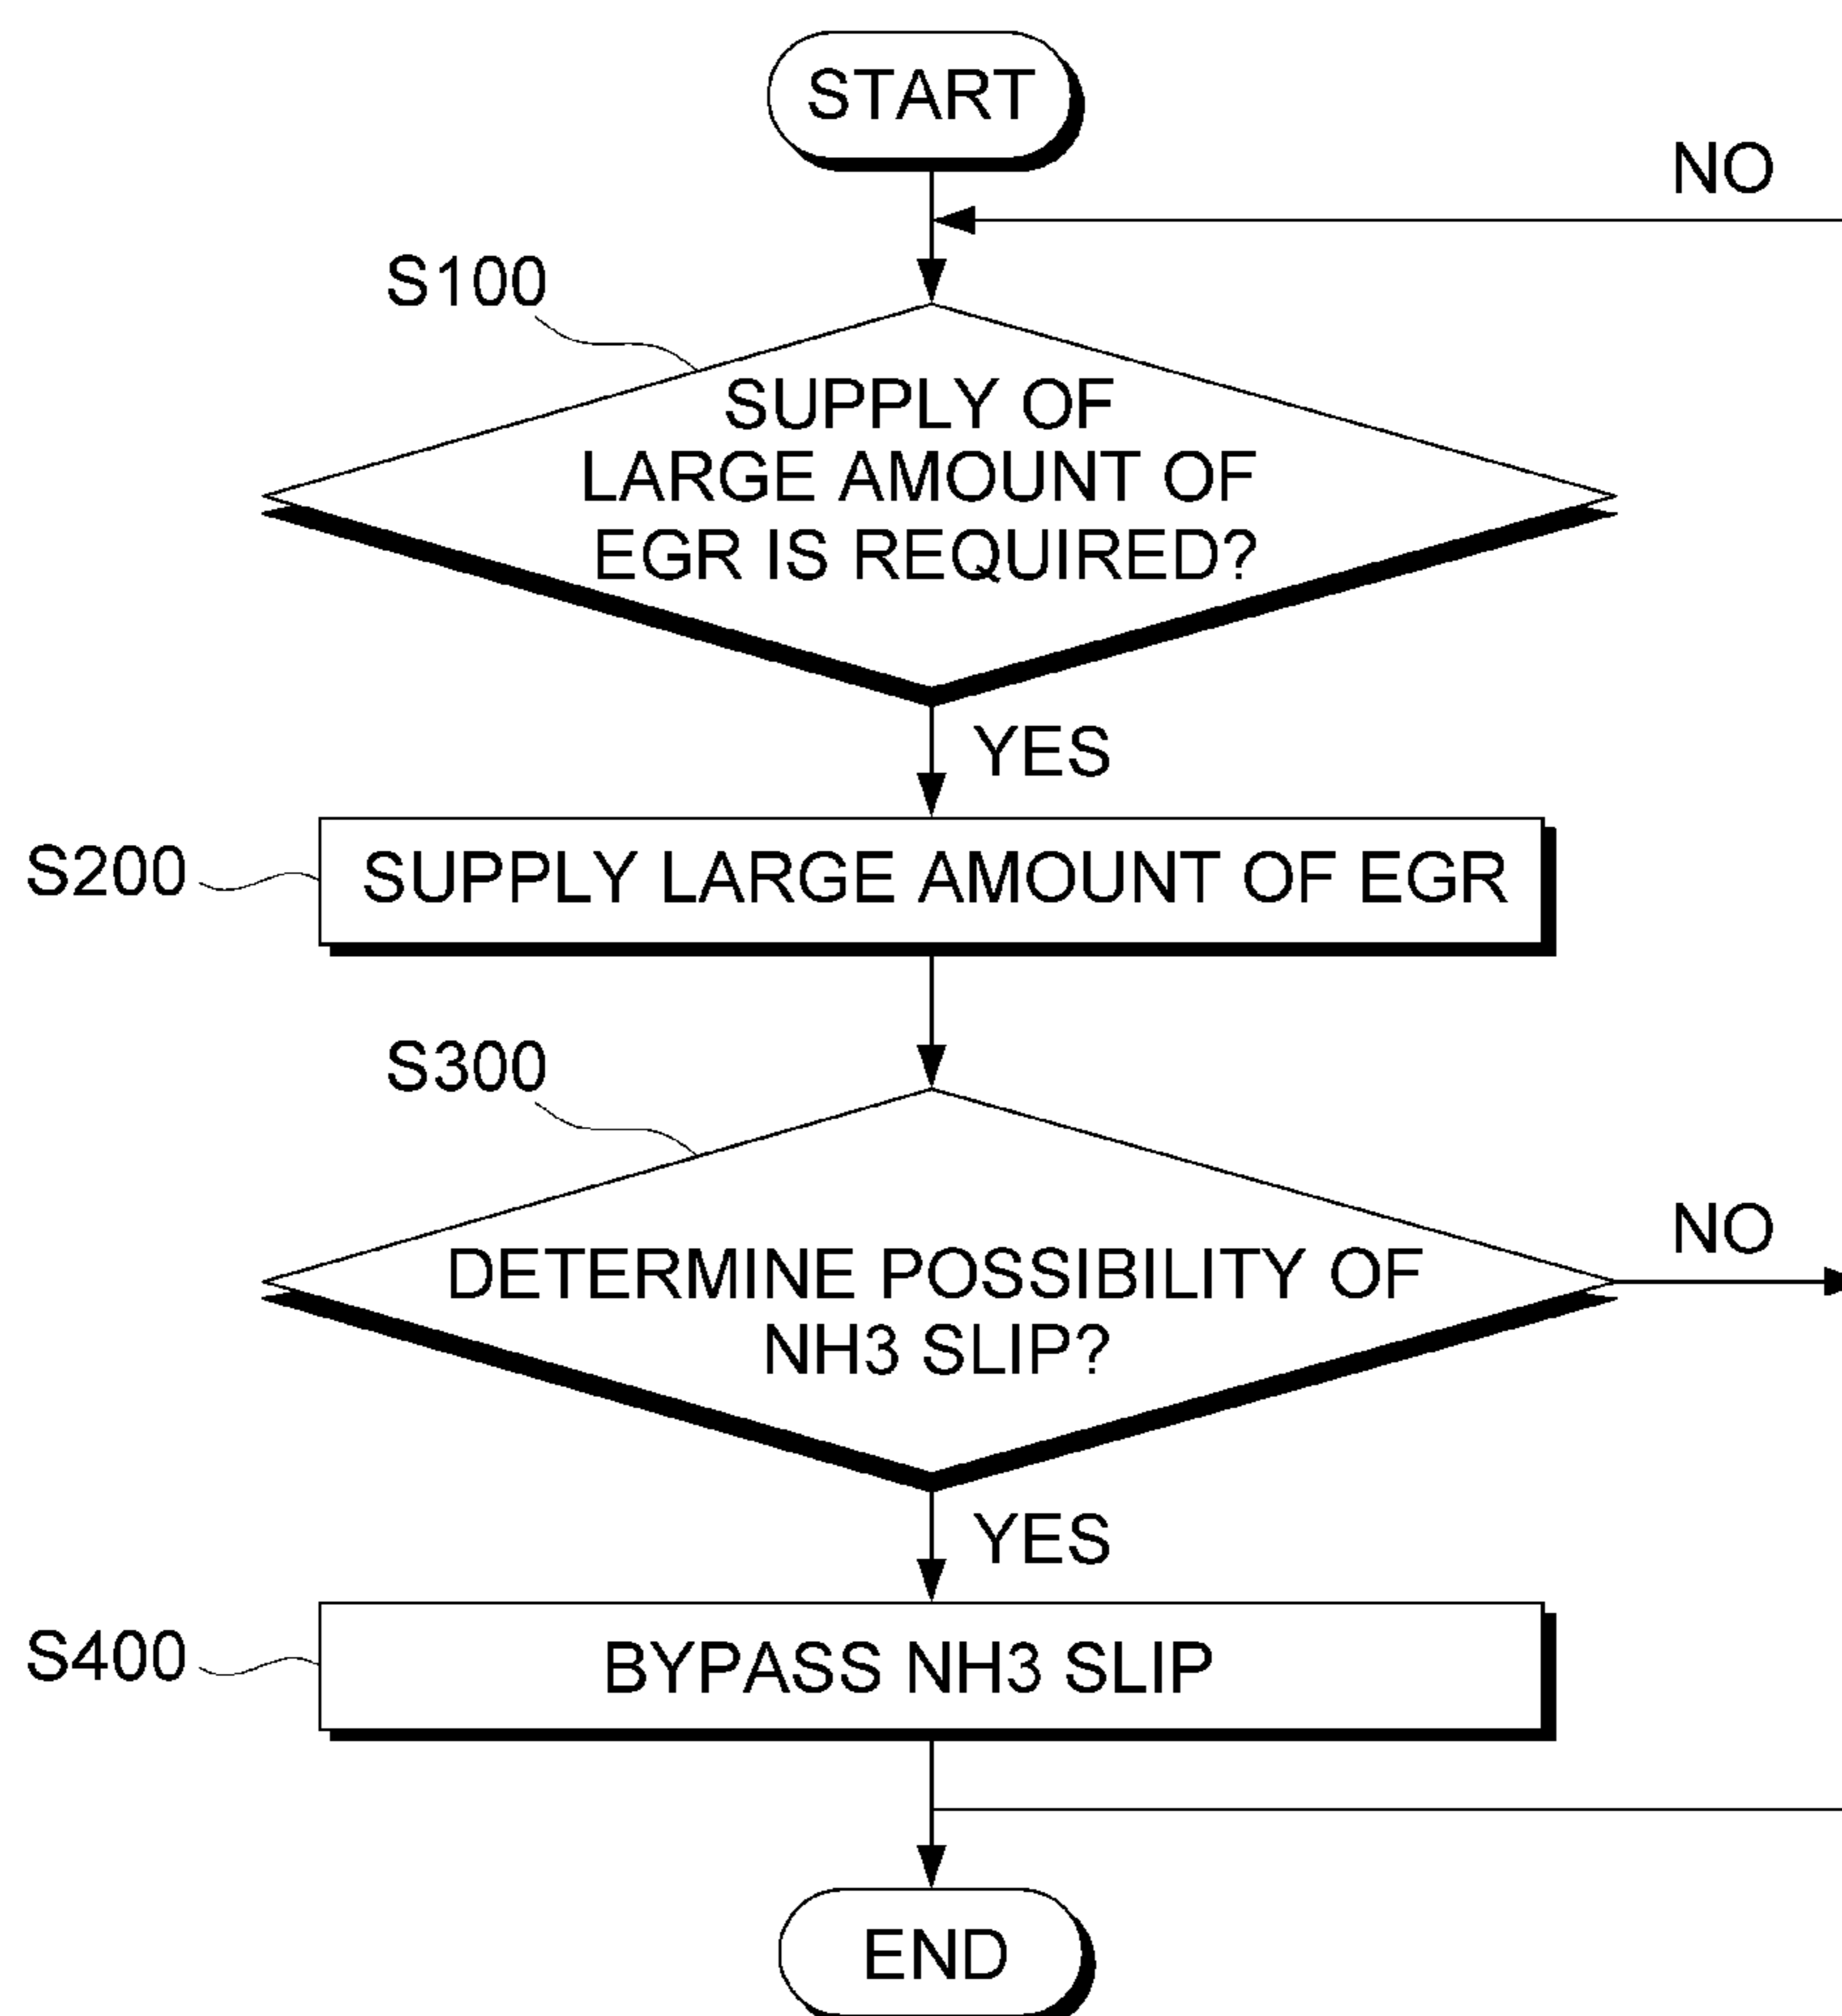 START
NO
S100
SUPPLY OF
LARGE AMOUNT OF
EGR IS REQUIRED?
YES
S200
SUPPLY LARGE AMOUNT OF EGR
S300
NO
DETERMINE POSSIBILITY OF
NH3 SLIP?
YES
S400
BYPASS NH3 SLIP
END